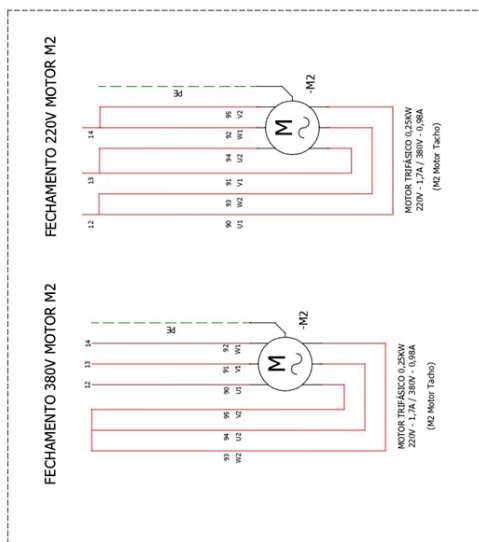 FECHAMENTO 380V MOTOR M2
12 13 14
PE
93 94 95 90 91 92
W2 U2 V2 U1 V1 W1
M
-M2
MOTOR TRIFÁSICO 0,25KW
220V - 1,7A / 380V - 0,98A
(M2 Motor Tacho)
FECHAMENTO 220V MOTOR M2
12 13 14
PE
90 93 91 94 92 95
U1 W2 V1 U2 W1 V2
M
-M2
MOTOR TRIFÁSICO 0,25KW
220V - 1,7A / 380V - 0,98A
(M2 Motor Tacho)